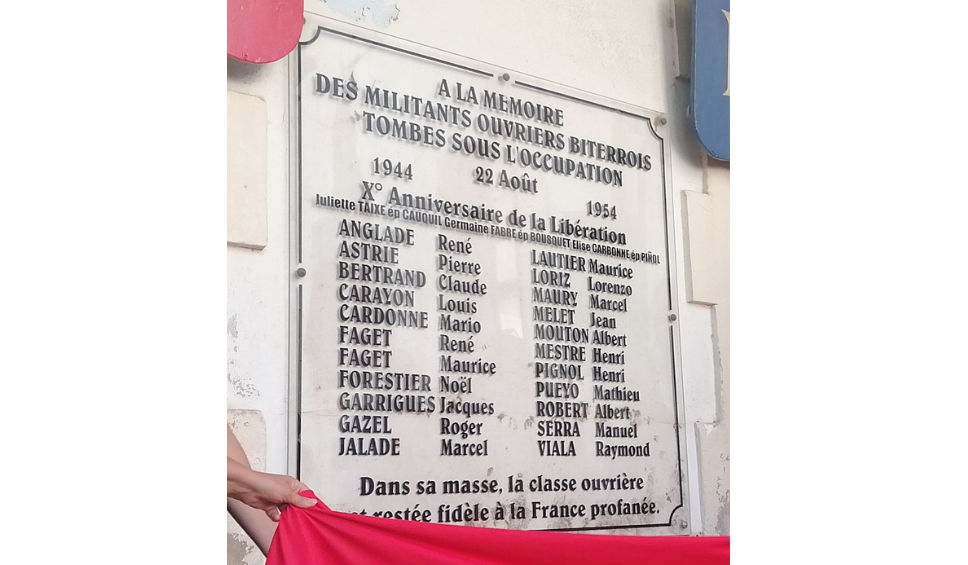 A LA MEMOIRE
DES MILITANTS OUVRIERS BITERROIS
TOMBES SOUS L'OCCUPATION
1944 22 Août 1954
X° Anniversaire de la Libération
Juliette TAIXE ép CAUQUIL Germaine FABRE ép BOUSQUET Elise CARBONNE ép PIÑOL
ANGLADE René
ASTRIE Pierre
BERTRAND Claude
CARAYON Louis
CARDONNE Mario
FAGET René
FAGET Maurice
FORESTIER Noël
GARRIGUES Jacques
GAZEL Roger
JALADE Marcel
LAUTIER Maurice
LORIZ Lorenzo
MAURY Marcel
MELET Jean
MOUTON Albert
MESTRE Henri
PIGNOL Henri
PUEYO Mathieu
ROBERT Albert
SERRA Manuel
VIALA Raymond
Dans sa masse, la classe ouvrière
restée fidèle à la France profanée.